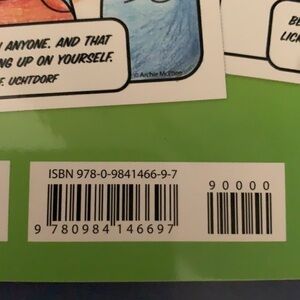 ANYONE. AND THAT
NG UP ON YOURSELF.
F. UCHTDORF
© Archie McPhee
BE
LICK
ISBN 978-0-9841466-9-7
90000
9 780984 146697